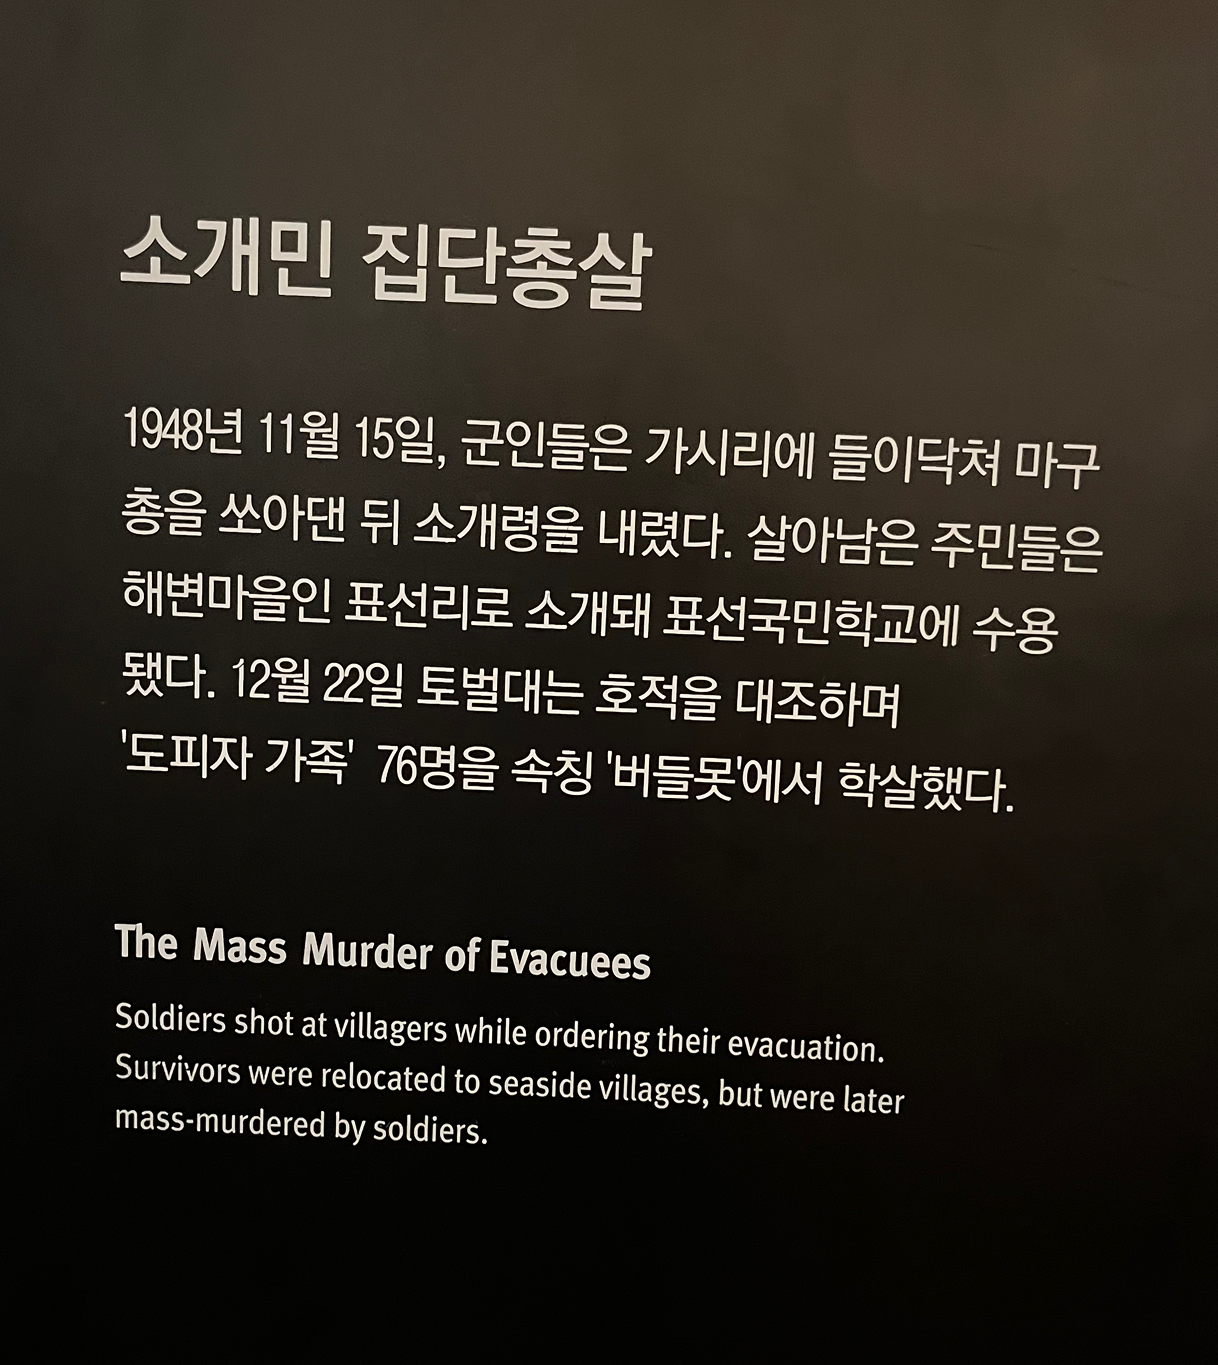 소개민 집단총살
1948년 11월 15일, 군인들은 가시리에 들이닥쳐 마구
총을 쏘아댄 뒤 소개령을 내렸다. 살아남은 주민들은
해변마을인 표선리로 소개돼 표선국민학교에 수용
됐다. 12월 22일 토벌대는 호적을 대조하며
'도피자 가족' 76명을 속칭 '버들못'에서 학살했다.
The Mass Murder of Evacuees
Soldiers shot at villagers while ordering their evacuation.
Survivors were relocated to seaside villages, but were later
mass-murdered by soldiers.